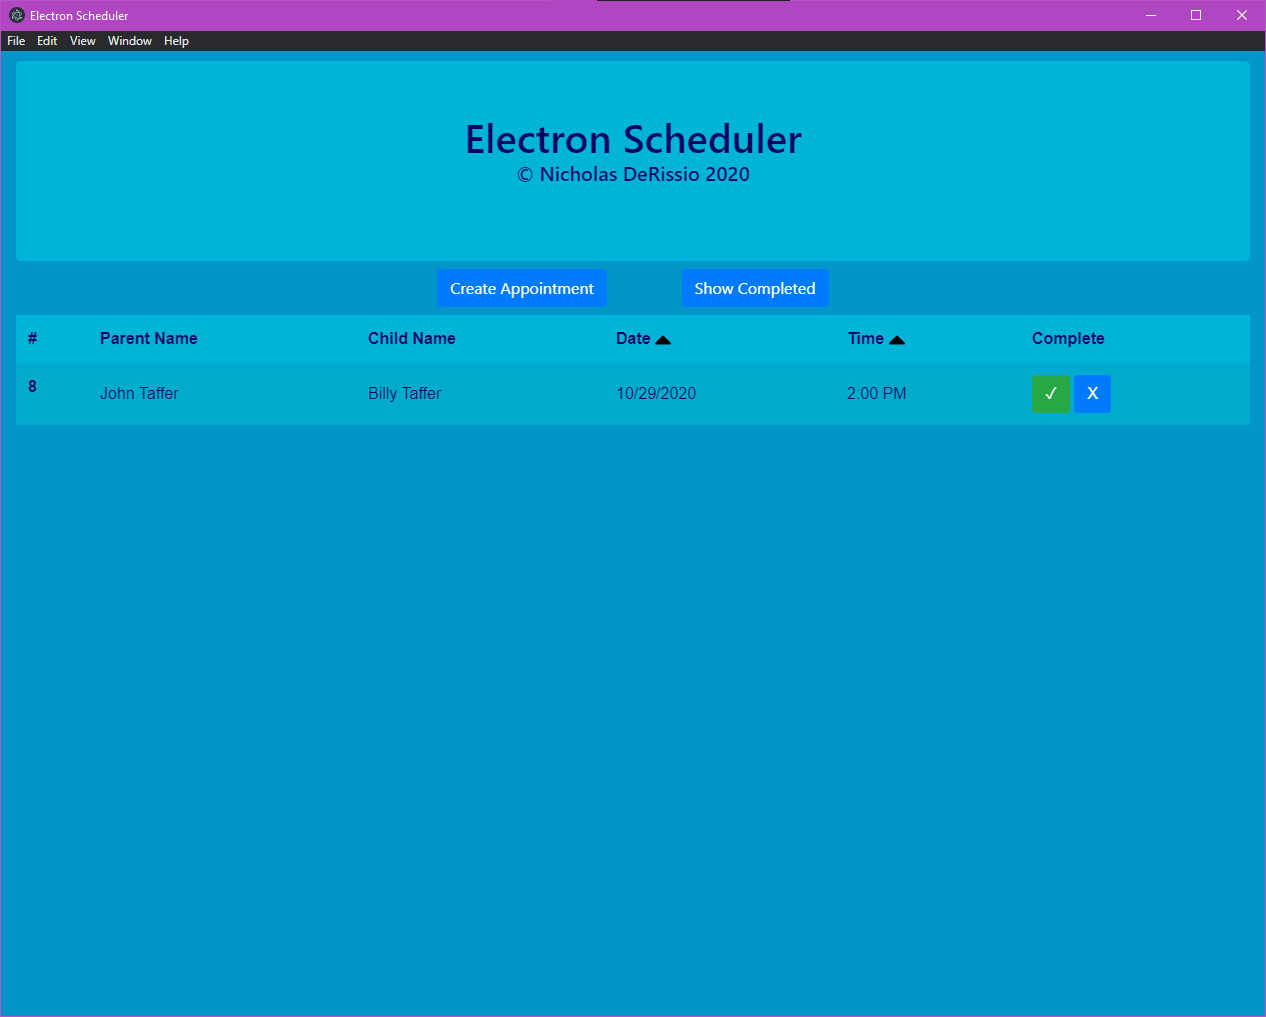 Electron Scheduler
File Edit View Window Help
Electron Scheduler
© Nicholas DeRissio 2020
Create Appointment Show Completed
# Parent Name Child Name Date Time Complete
8 John Taffer Billy Taffer 10/29/2020 2:00 PM ✓ X